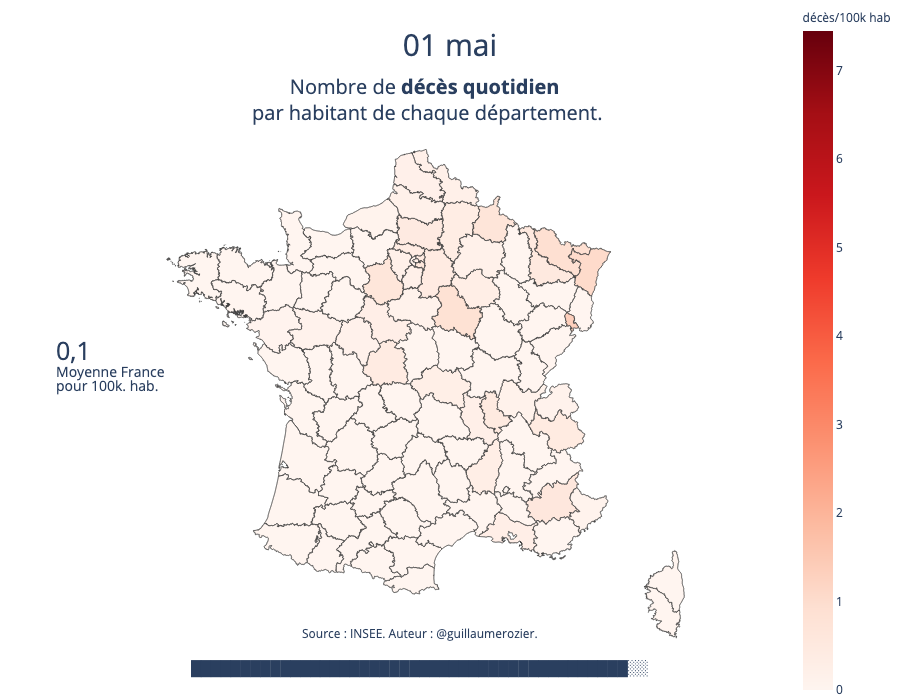 décès/100k hab
01 mai
Nombre de décès quotidien
par habitant de chaque département.
7
6
5
4
3
2
1
0
0,1
Moyenne France
pour 100k. hab.
Source : INSEE. Auteur : @guillaumerozier.